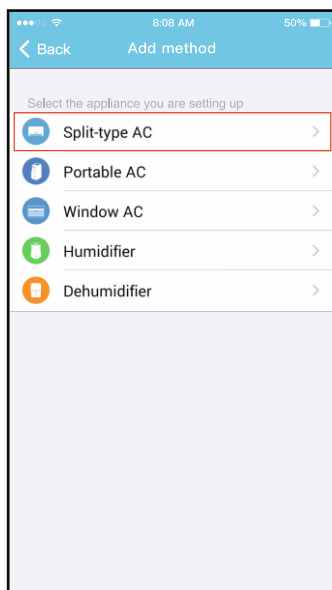 8:08 AM 50%
Back Add method
Select the appliance you are setting up
Split-type AC
Portable AC
Window AC
Humidifier
Dehumidifier